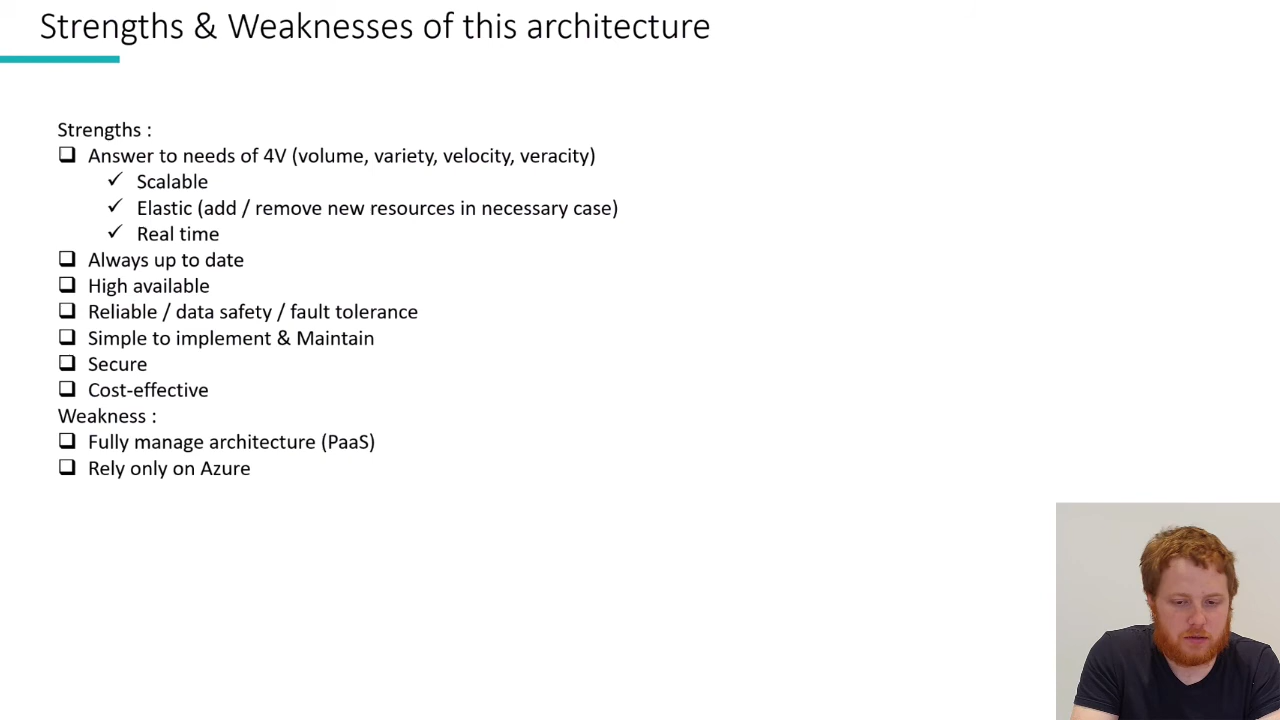 Strengths & Weaknesses of this architecture
Strengths :
Answer to needs of 4V (volume, variety, velocity, veracity)
Scalable
Elastic (add / remove new resources in necessary case)
Real time
Always up to date
High available
Reliable / data safety / fault tolerance
Simple to implement & Maintain
Secure
Cost-effective
Weakness :
Fully manage architecture (PaaS)
Rely only on Azure